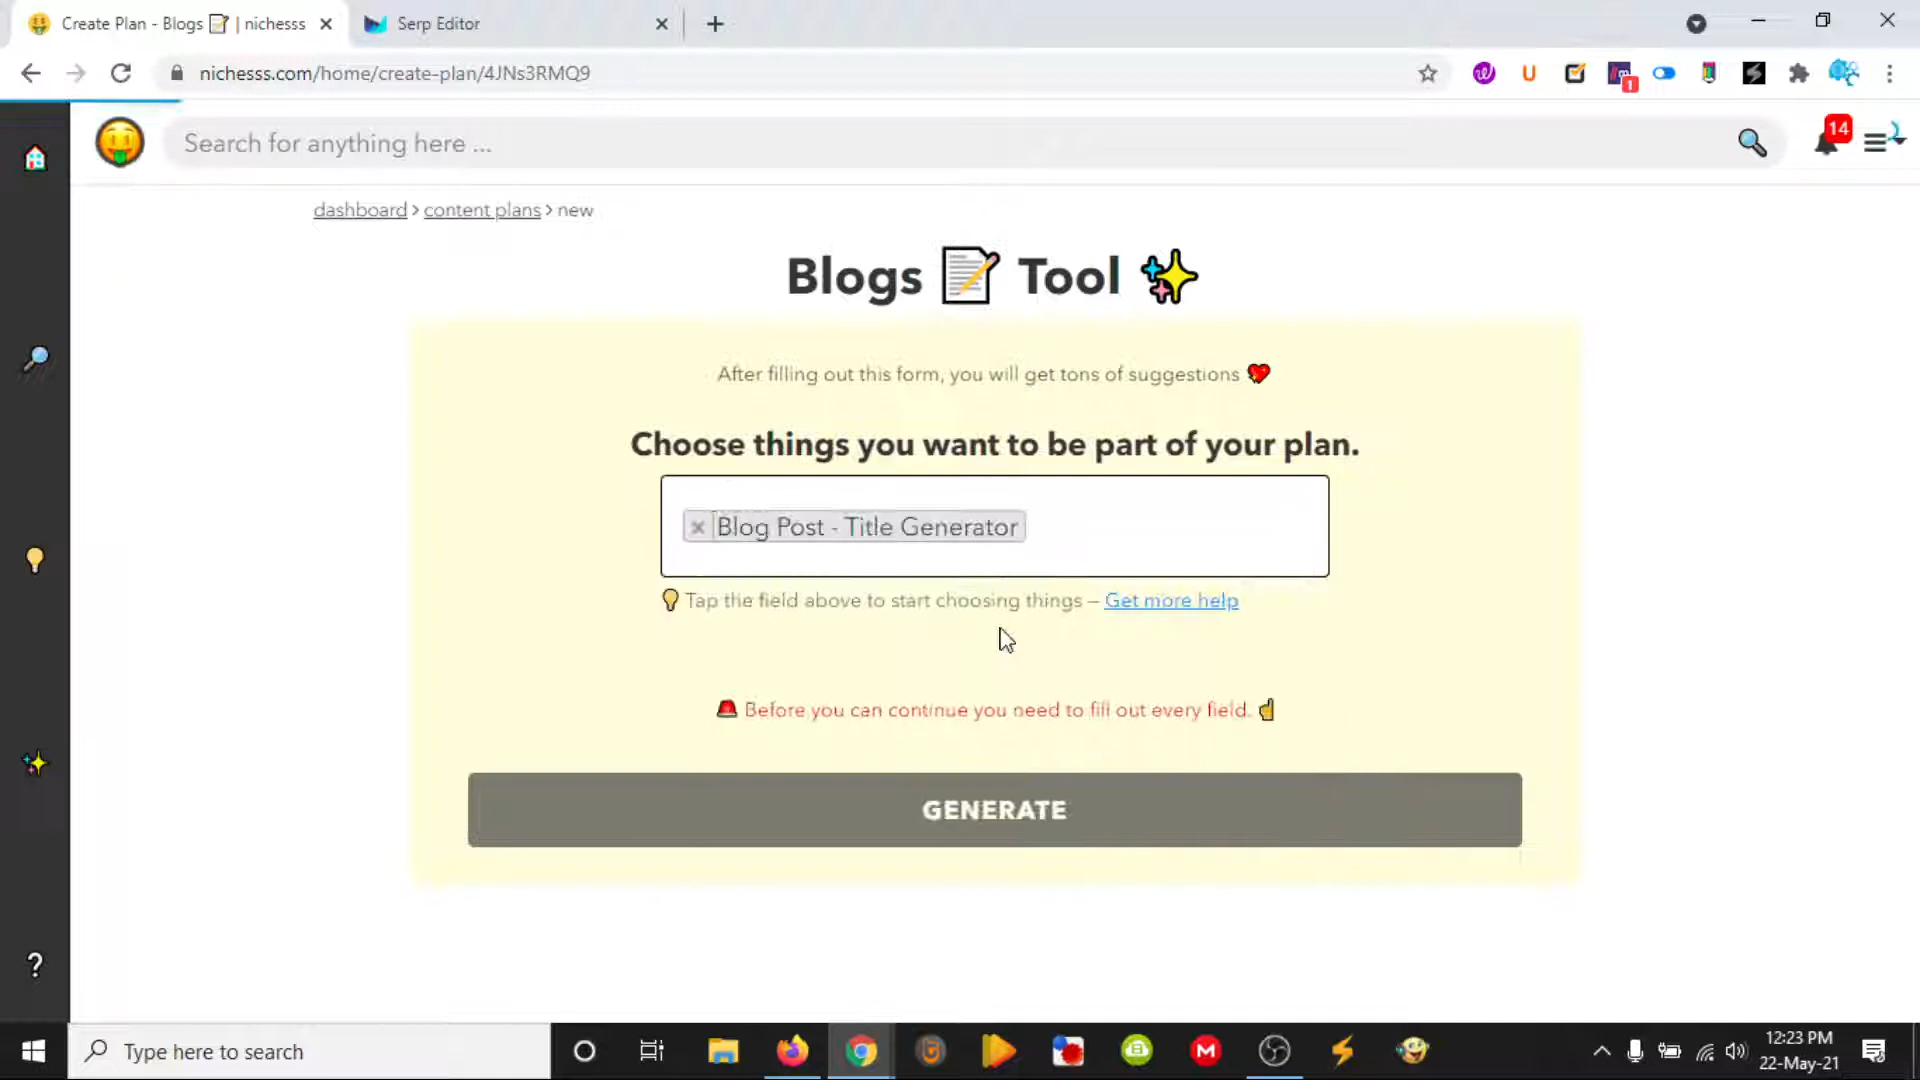 Create Plan - Blogs 📝 | nichesss
Serp Editor
nichesss.com/home/create-plan/4JNs3RMQ9
1
Search for anything here ...
14
dashboard > content plans > new
Blogs 📝 Tool ✨
After filling out this form, you will get tons of suggestions 💖
Choose things you want to be part of your plan.
× Blog Post - Title Generator
💡 Tap the field above to start choosing things – Get more help
🚨 Before you can continue you need to fill out every field. ☝
GENERATE
?
Type here to search
12:23 PM
22-May-21